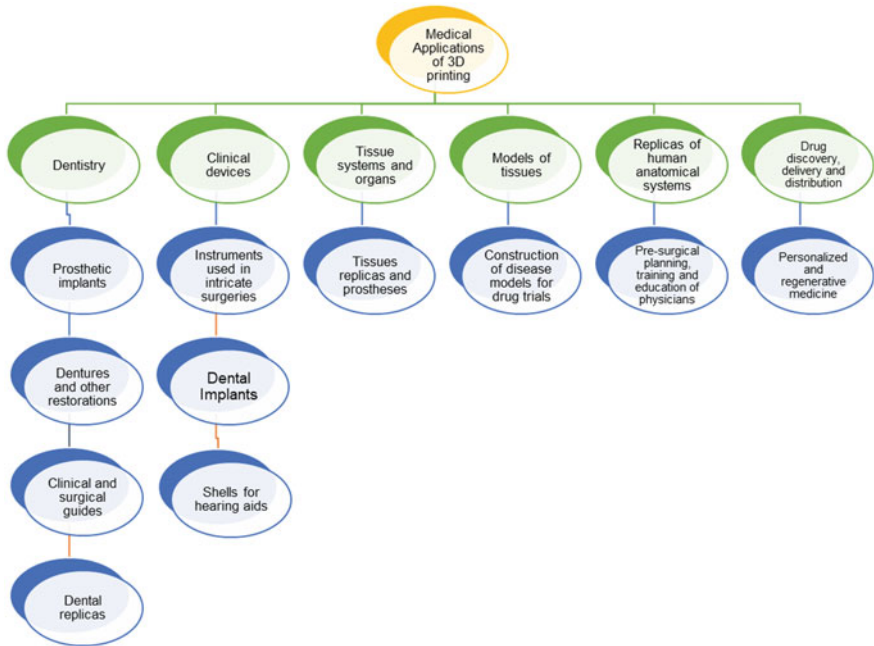 Medical
Applications
of 3D
printing
Dentistry
Clinical
devices
Tissue
systems and
organs
Models of
tissues
Replicas of
human
anatomical
systems
Drug
discovery,
delivery and
distribution
Prosthetic
implants
Instruments
used in
intricate
surgeries
Tissues
replicas and
prostheses
Construction
of disease
models for
drug trials
Pre-surgical
planning,
training and
education of
physicians
Personalized
and
regenerative
medicine
Dentures
and other
restorations
Dental
Implants
Clinical and
surgical
guides
Shells for
hearing aids
Dental
replicas